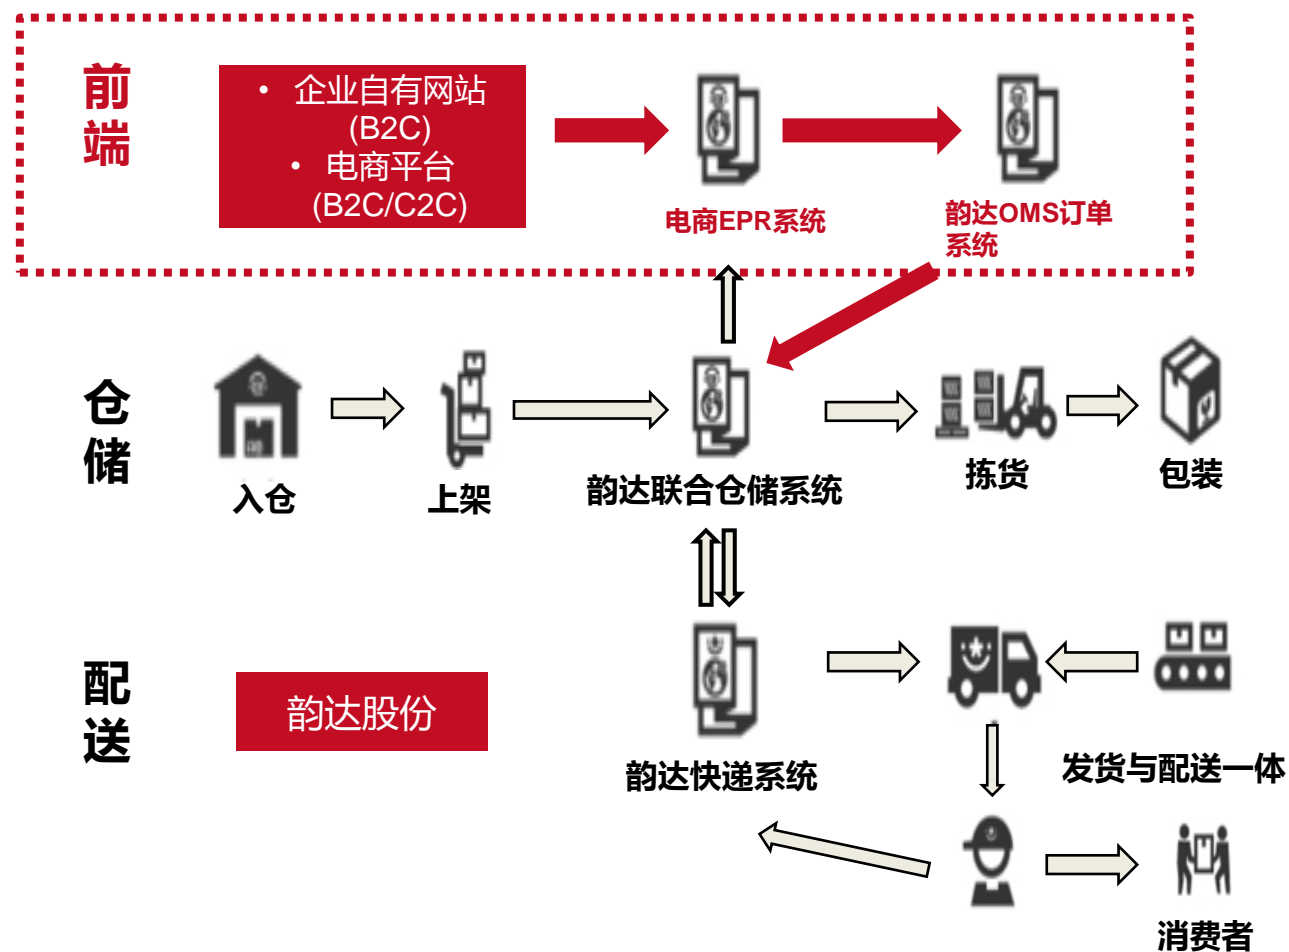 前
端
• 企业自有网站
(B2C)
• 电商平台
(B2C/C2C)
电商EPR系统
韵达OMS订单
系统
仓
储
入仓
上架
韵达联合仓储系统
拣货
包装
配
送
韵达股份
韵达快递系统
发货与配送一体
消费者